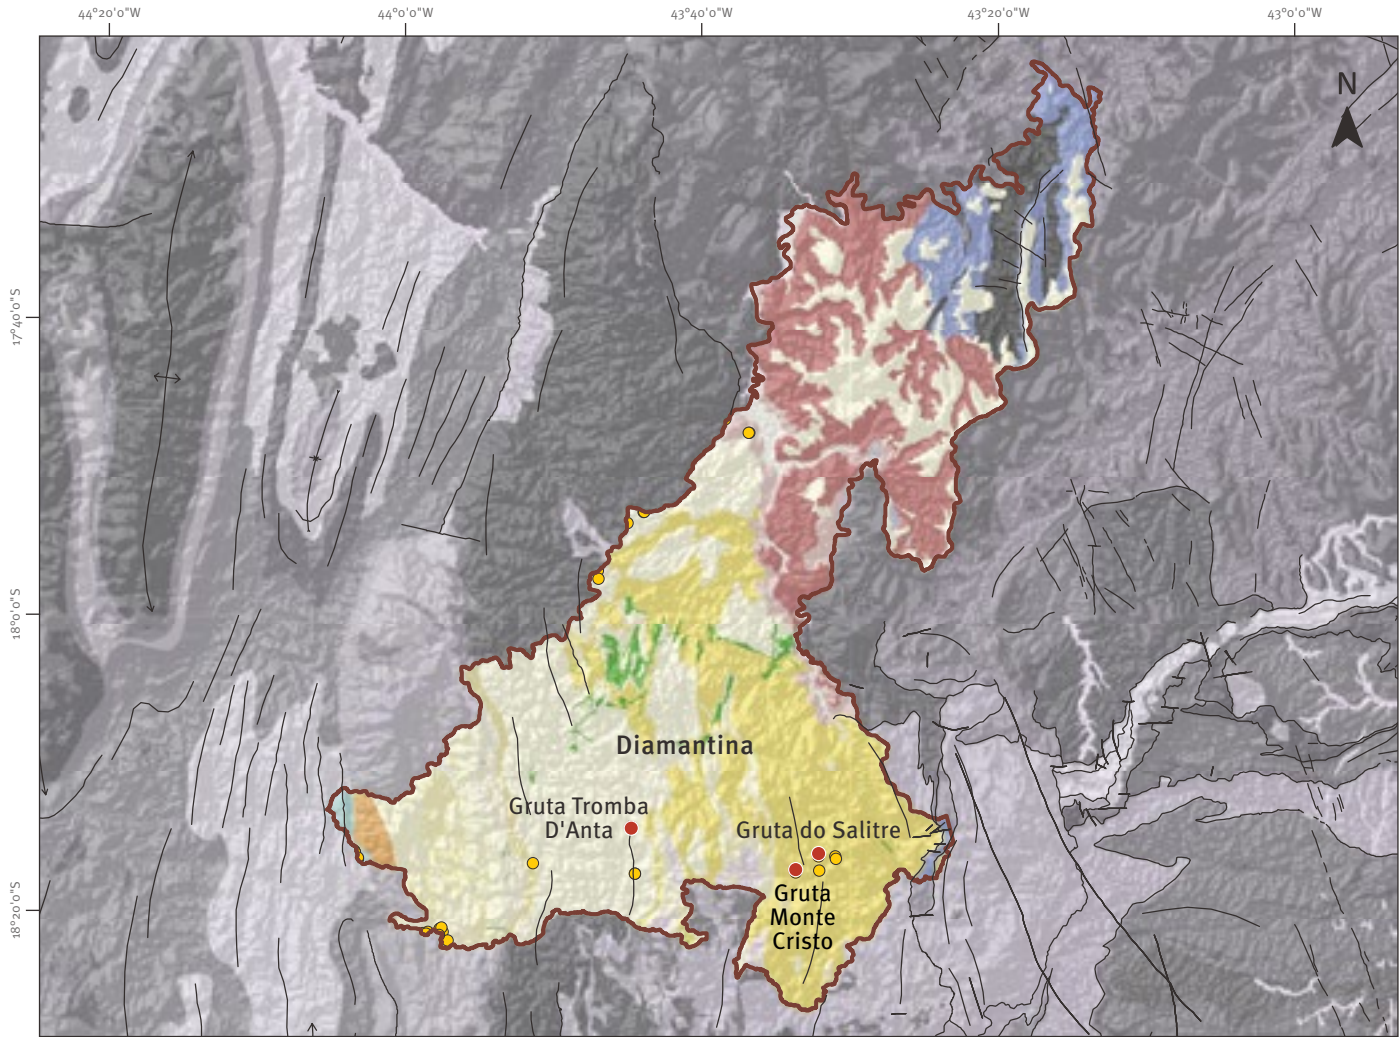 44°20'0"W
44°0'0"W
43°40'0"W
43°20'0"W
43°0'0"W
N
17°40'0"S
18°0'0"S
18°20'0"S
Diamantina
Gruta Tromba
D'Anta
Gruta do Salitre
Gruta
Monte
Cristo